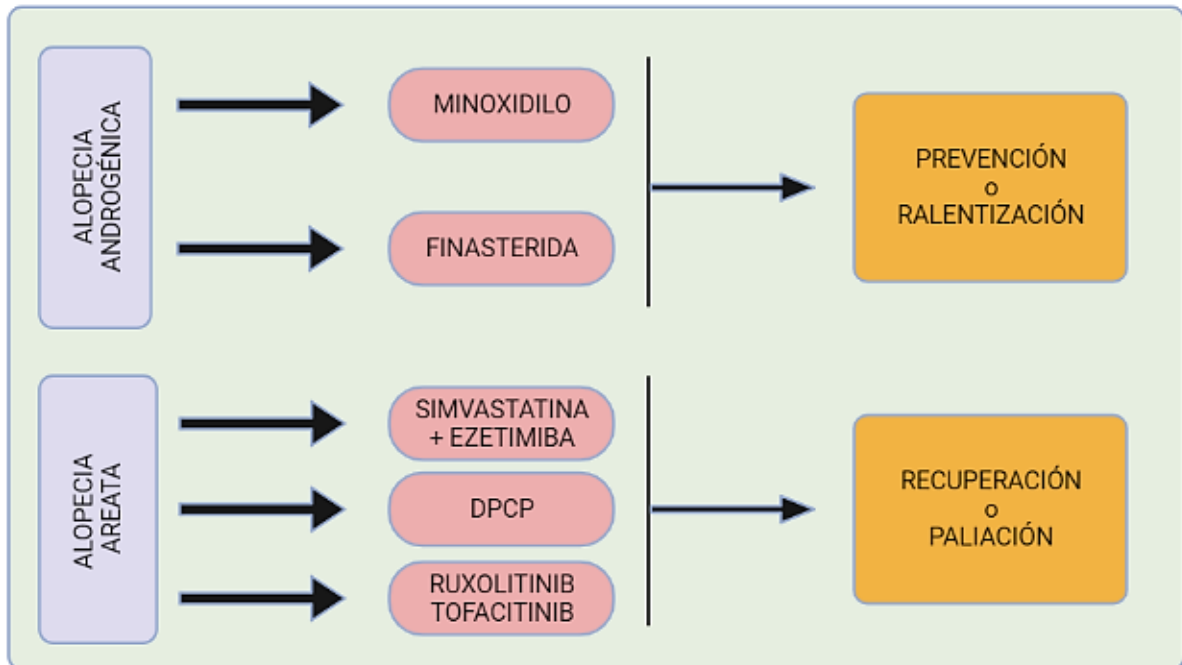 ALOPECIA
ANDROGÉNICA
MINOXIDILO
FINASTERIDA
PREVENCIÓN
o
RALENTIZACIÓN
ALOPECIA
AREATA
SIMVASTATINA
+ EZETIMIBA
DPCP
RUXOLITINIB
TOFACITINIB
RECUPERACIÓN
o
PALIACIÓN